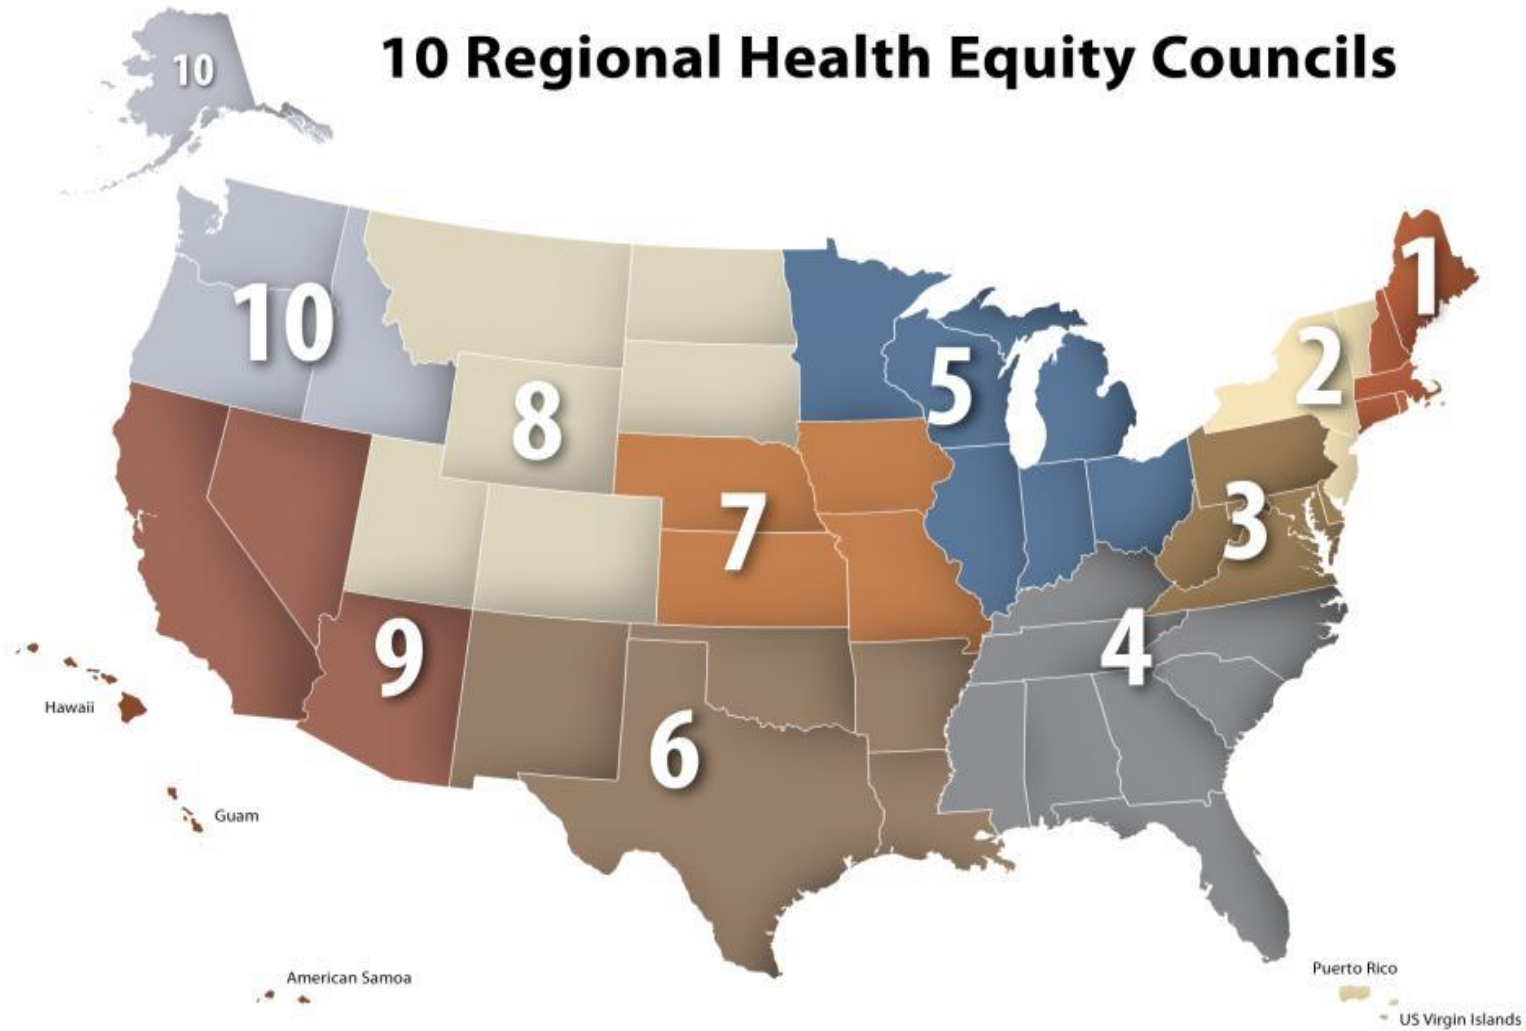 10 Regional Health Equity Councils
10
1
10
2
5
8
3
7
4
9
6
Hawaii
Guam
American Samoa
Puerto Rico
US Virgin Islands